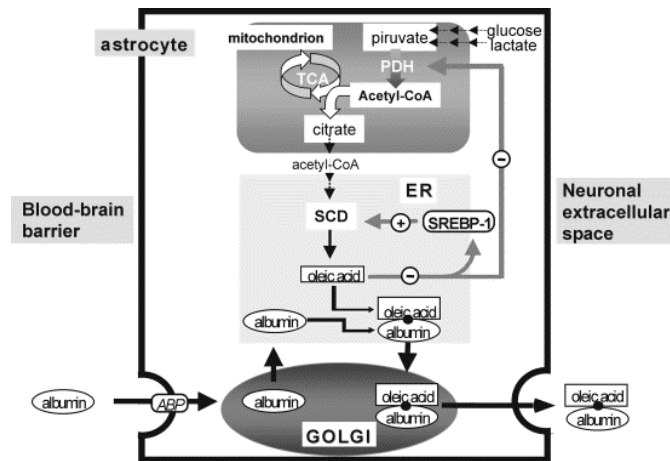 astrocyte
mitochondrion
piruvate
glucose
lactate
TCA
PDH
Acetyl-CoA
citrate
acetyl-CoA
ER
Blood-brain
barrier
Neuronal
extracellular
space
SCD
+
SREBP-1
−
oleic acid
−
oleic acid
albumin
albumin
albumin
ABP
albumin
oleic acid
albumin
oleic acid
albumin
GOLGI